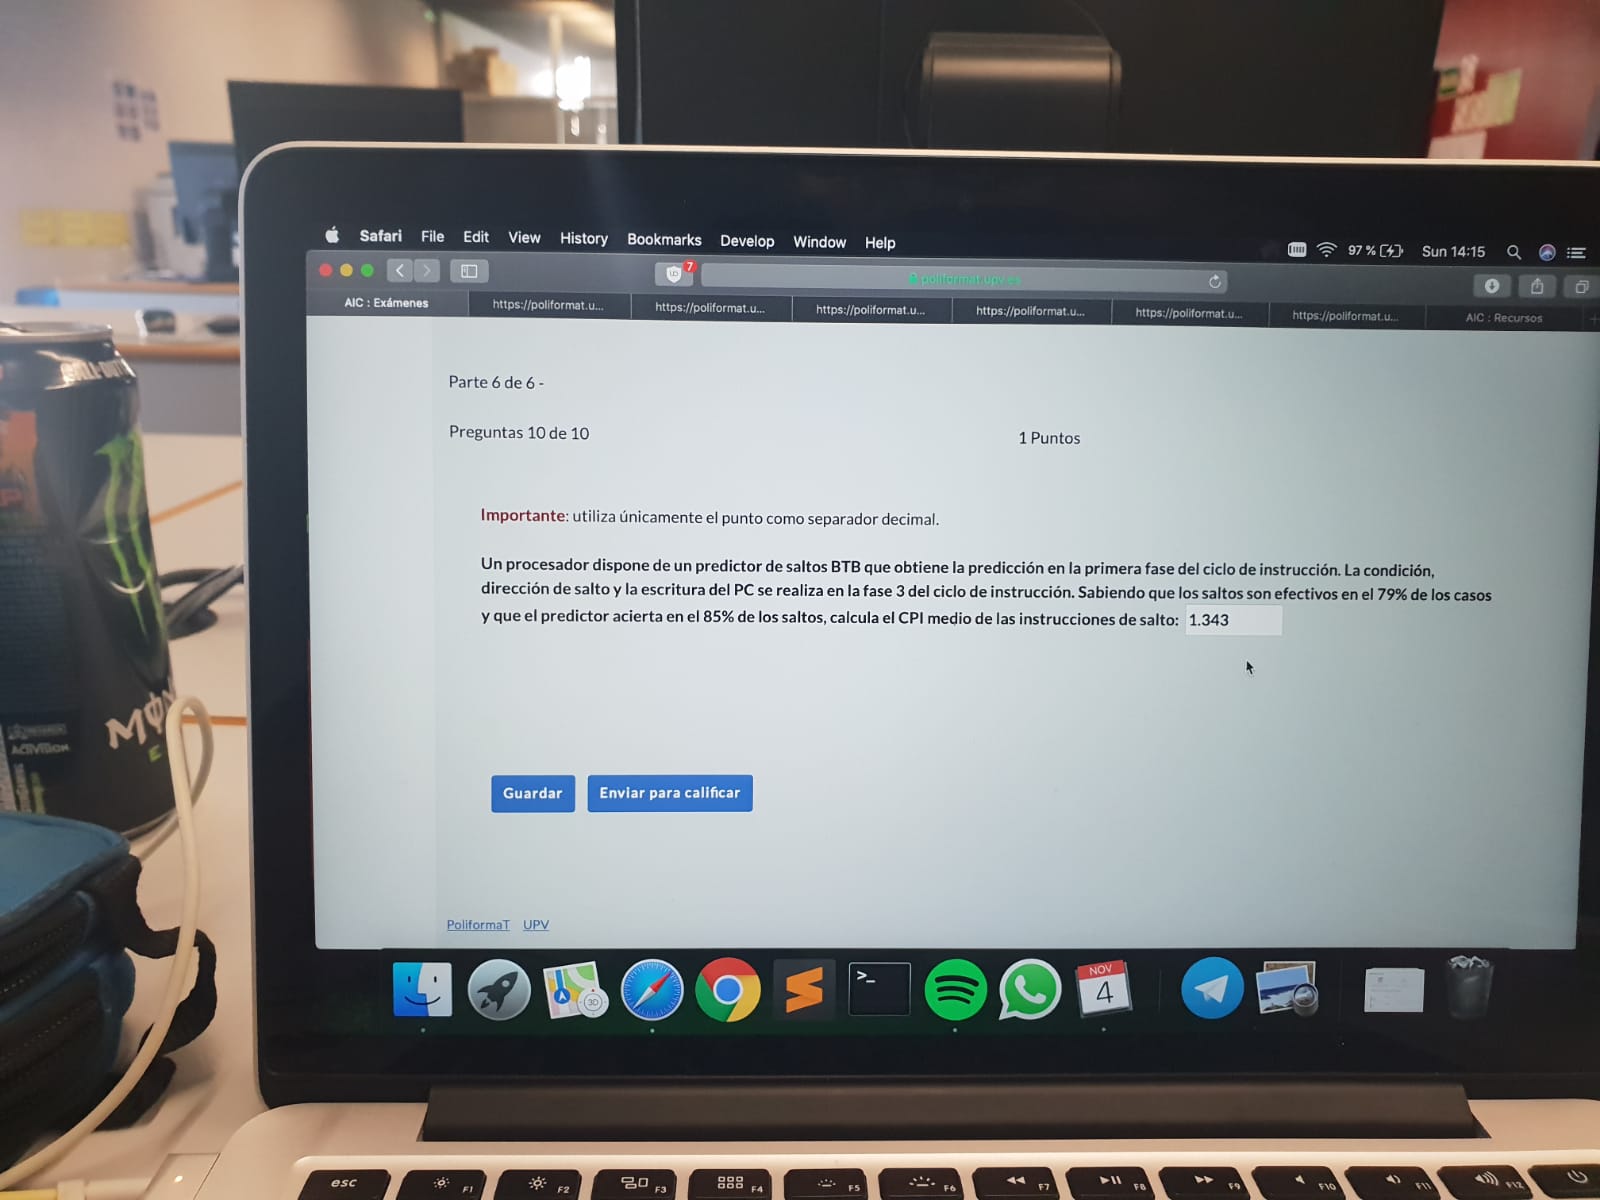 Safari File Edit View History Bookmarks Develop Window Help 97 % Sun 14:15
7
poliformat.upv.es
AIC : Exámenes https://poliformat.u... https://poliformat.u... https://poliformat.u... https://poliformat.u... https://poliformat.u... https://poliformat.u... AIC : Recursos
Parte 6 de 6 -
Preguntas 10 de 10 1 Puntos
Importante: utiliza únicamente el punto como separador decimal.
Un procesador dispone de un predictor de saltos BTB que obtiene la predicción en la primera fase del ciclo de instrucción. La condición,
dirección de salto y la escritura del PC se realiza en la fase 3 del ciclo de instrucción. Sabiendo que los saltos son efectivos en el 79% de los casos
y que el predictor acierta en el 85% de los saltos, calcula el CPI medio de las instrucciones de salto: 1.343
Guardar Enviar para calificar
PoliformaT UPV
3D
>_
NOV
4
ACTIVISION
esc F1 F2 F3 F4 F5 F6 F7 F8 F9 F10 F11 F12